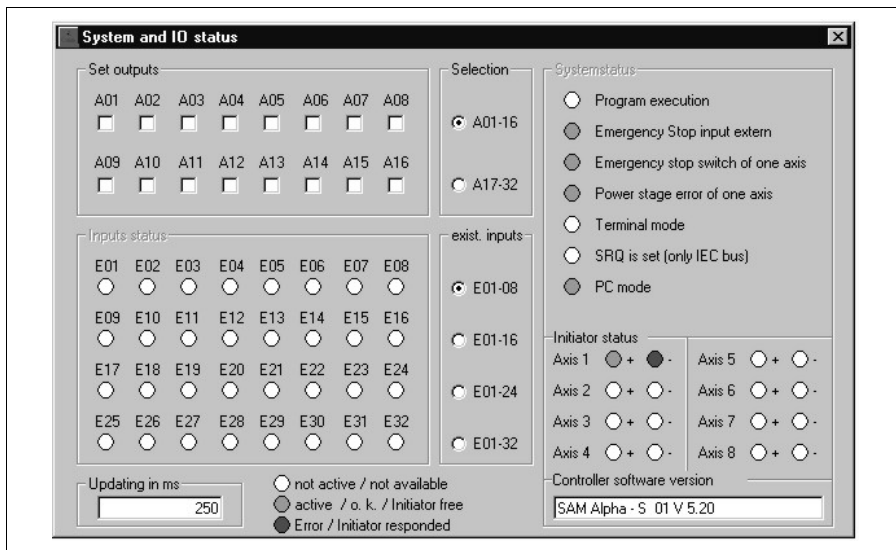 System and IO status
Set outputs
A01 A02 A03 A04 A05 A06 A07 A08
A09 A10 A11 A12 A13 A14 A15 A16
Selection
A01-16
A17-32
Systemstatus
Program execution
Emergency Stop input extern
Emergency stop switch of one axis
Power stage error of one axis
Terminal mode
SRQ is set (only IEC bus)
PC mode
Inputs status
E01 E02 E03 E04 E05 E06 E07 E08
E09 E10 E11 E12 E13 E14 E15 E16
E17 E18 E19 E20 E21 E22 E23 E24
E25 E26 E27 E28 E29 E30 E31 E32
exist. inputs
E01-08
E01-16
E01-24
E01-32
Initiator status
Axis 1 + -
Axis 2 + -
Axis 3 + -
Axis 4 + -
Axis 5 + -
Axis 6 + -
Axis 7 + -
Axis 8 + -
Updating in ms
250
not active / not available
active / o. k. / Initiator free
Error / Initiator responded
Controller software version
SAM Alpha - S 01 V 5.20